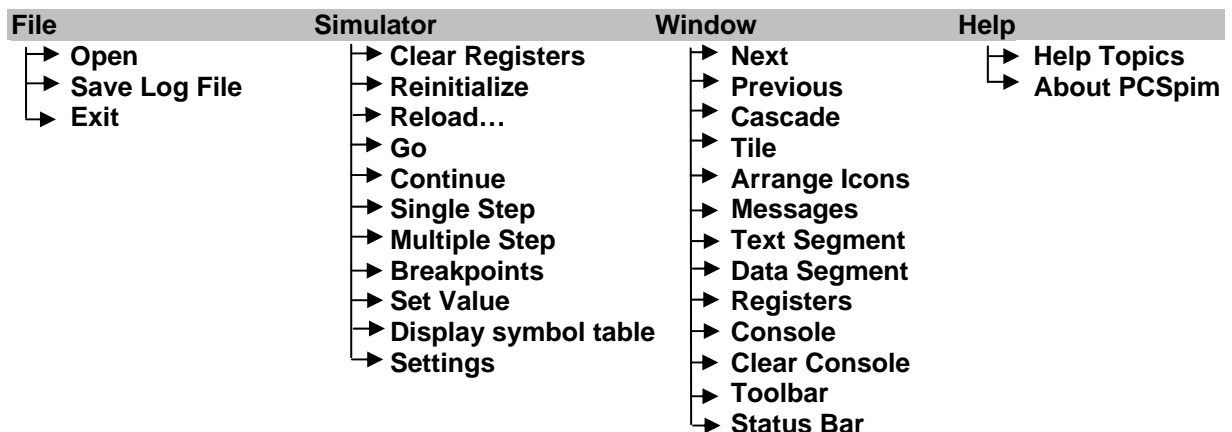 File Simulator Window Help
Open Clear Registers Next Help Topics
Save Log File Reinitialize Previous About PCSpim
Exit Reload… Cascade
Go Tile
Continue Arrange Icons
Single Step Messages
Multiple Step Text Segment
Breakpoints Data Segment
Set Value Registers
Display symbol table Console
Settings Clear Console
Toolbar
Status Bar